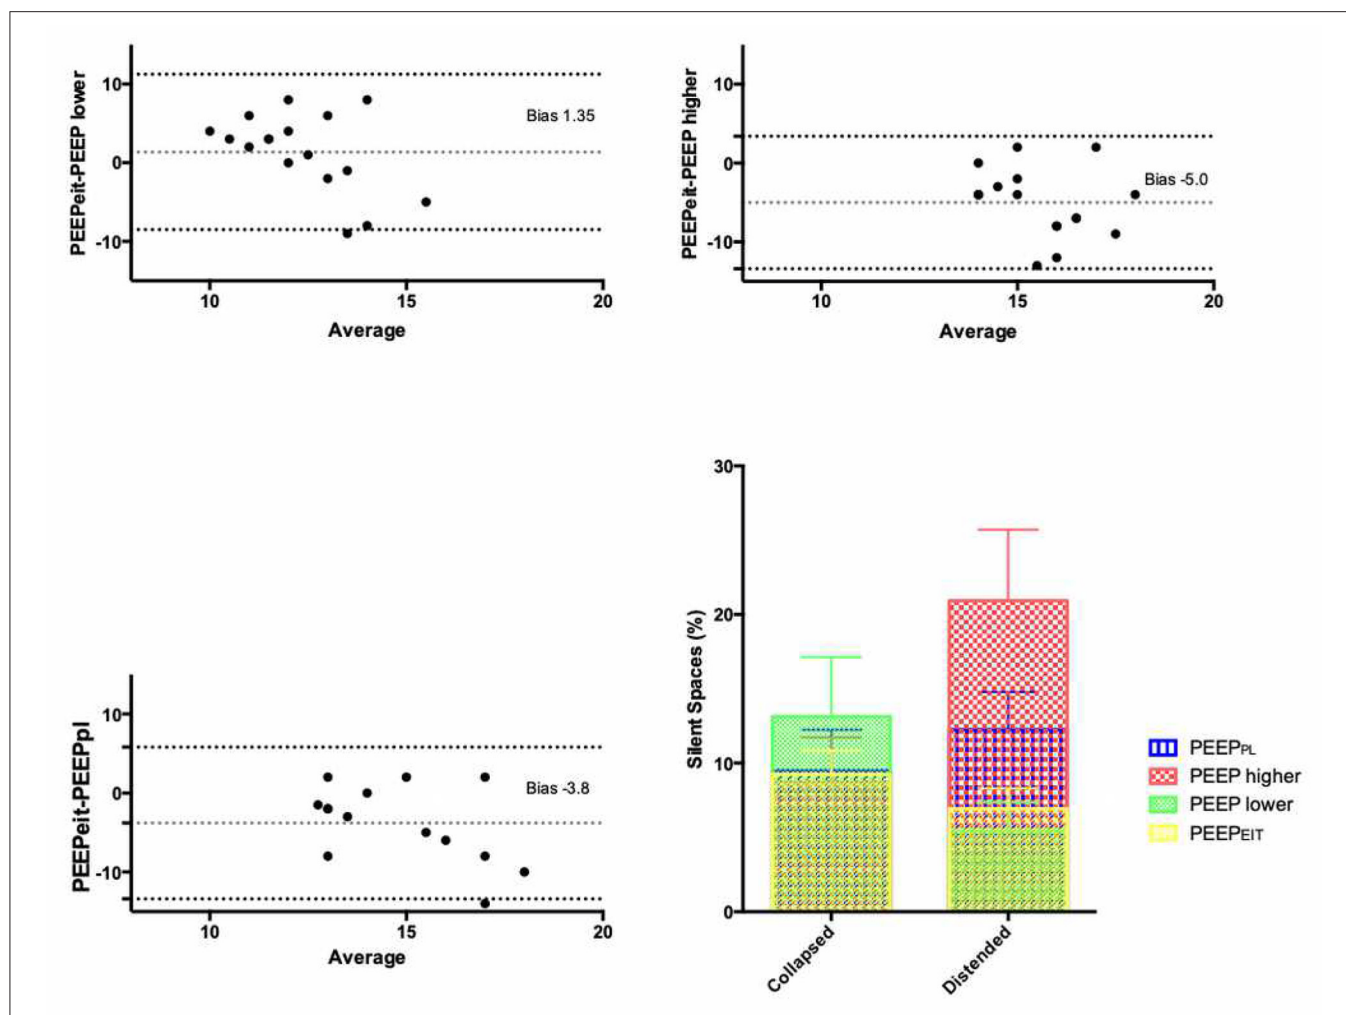 PEEPeit-PEEP lower
10
0
-10
Bias 1.35
10
15
20
Average
PEEPeit-PEEP higher
10
0
-10
Bias -5.0
10
15
20
Average
PEEPeit-PEEPpl
10
0
-10
Bias -3.8
10
15
20
Average
Silent Spaces (%)
30
20
10
0
Collapsed
Distended
PEEPPL
PEEP higher
PEEP lower
PEEPEIT